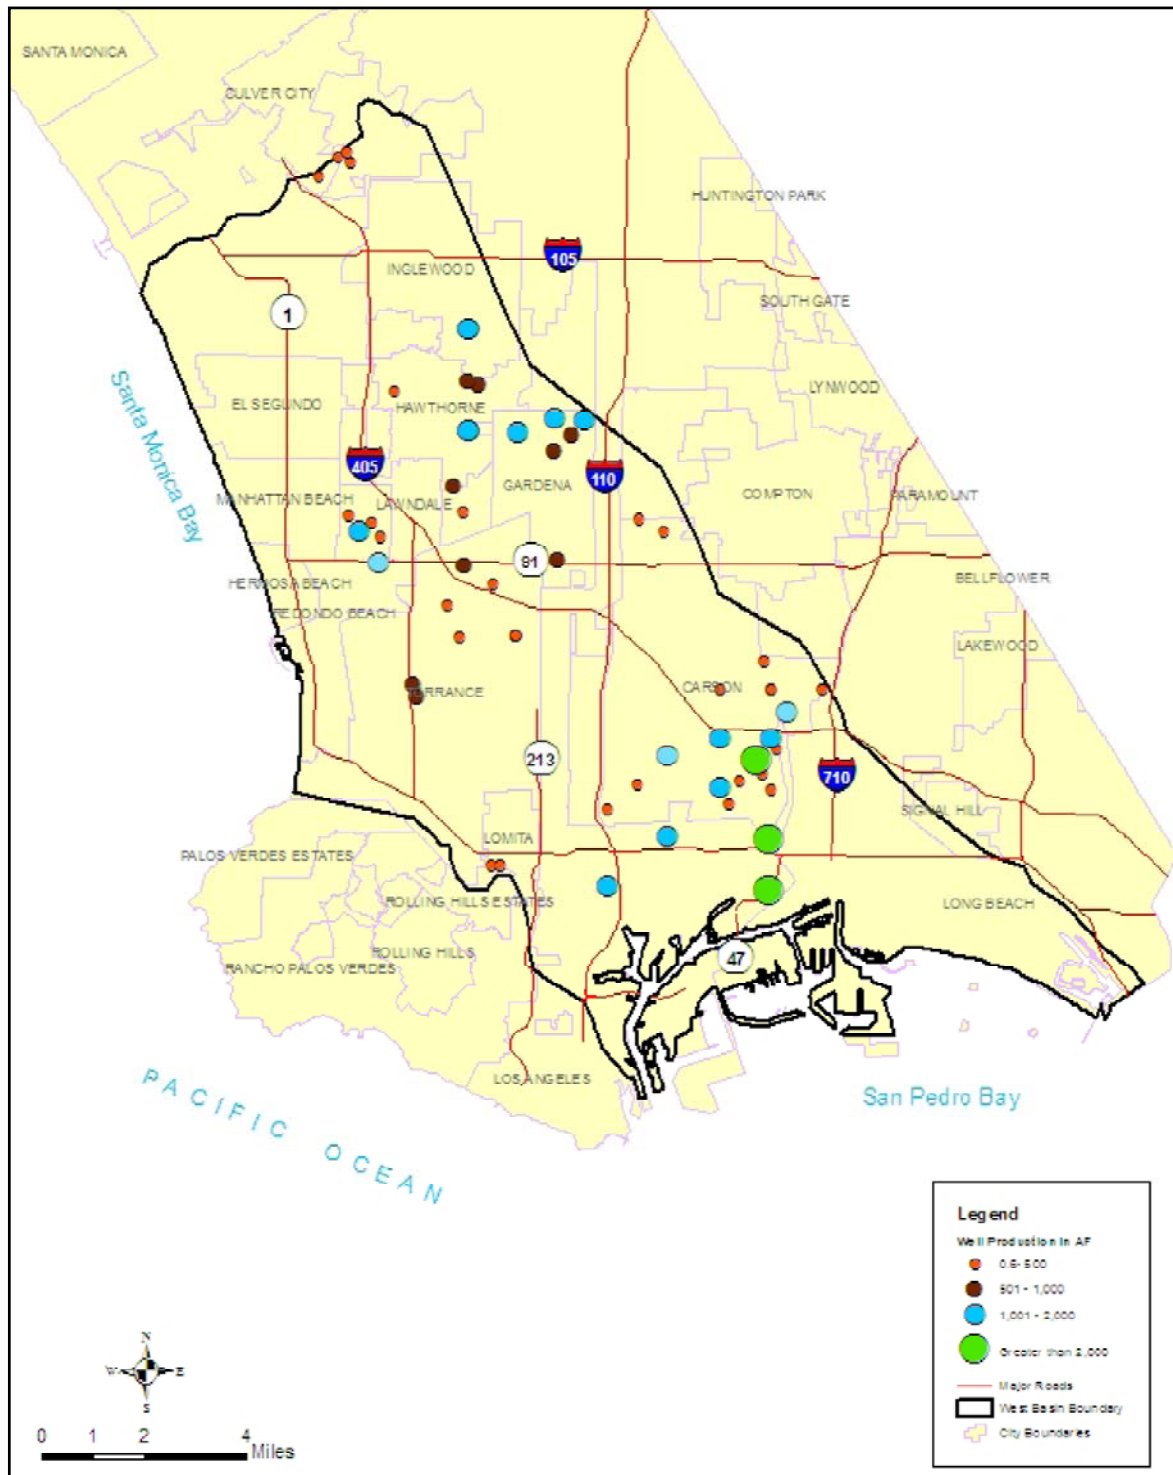 SANTA MONICA
CULVER CITY
HUNTINGTON PARK
105
INGLEWOOD
SOUTH GATE
1
LYNWOOD
EL SEGUNDO
HAWTHORNE
Santa Monica Bay
405
110
GARDENA
COMPTON
PARAMOUNT
MANHATTAN BEACH
LAWNDALE
91
HERMOSA BEACH
BELLFLOWER
REDONDO BEACH
LAKEWOOD
CARSON
TORRANCE
213
710
SIGNAL HILL
LOMITA
PALOS VERDES ESTATES
ROLLING HILLS ESTATES
LONG BEACH
ROLLING HILLS
RANCHO PALOS VERDES
47
LOS ANGELES
San Pedro Bay
PACIFIC OCEAN
Legend
Well Production in AF
0.5-500
501 - 1,000
1,001 - 2,000
Greater than 2,000
Major Roads
West Basin Boundary
City Boundaries
N
W E
S
0 1 2 4
Miles